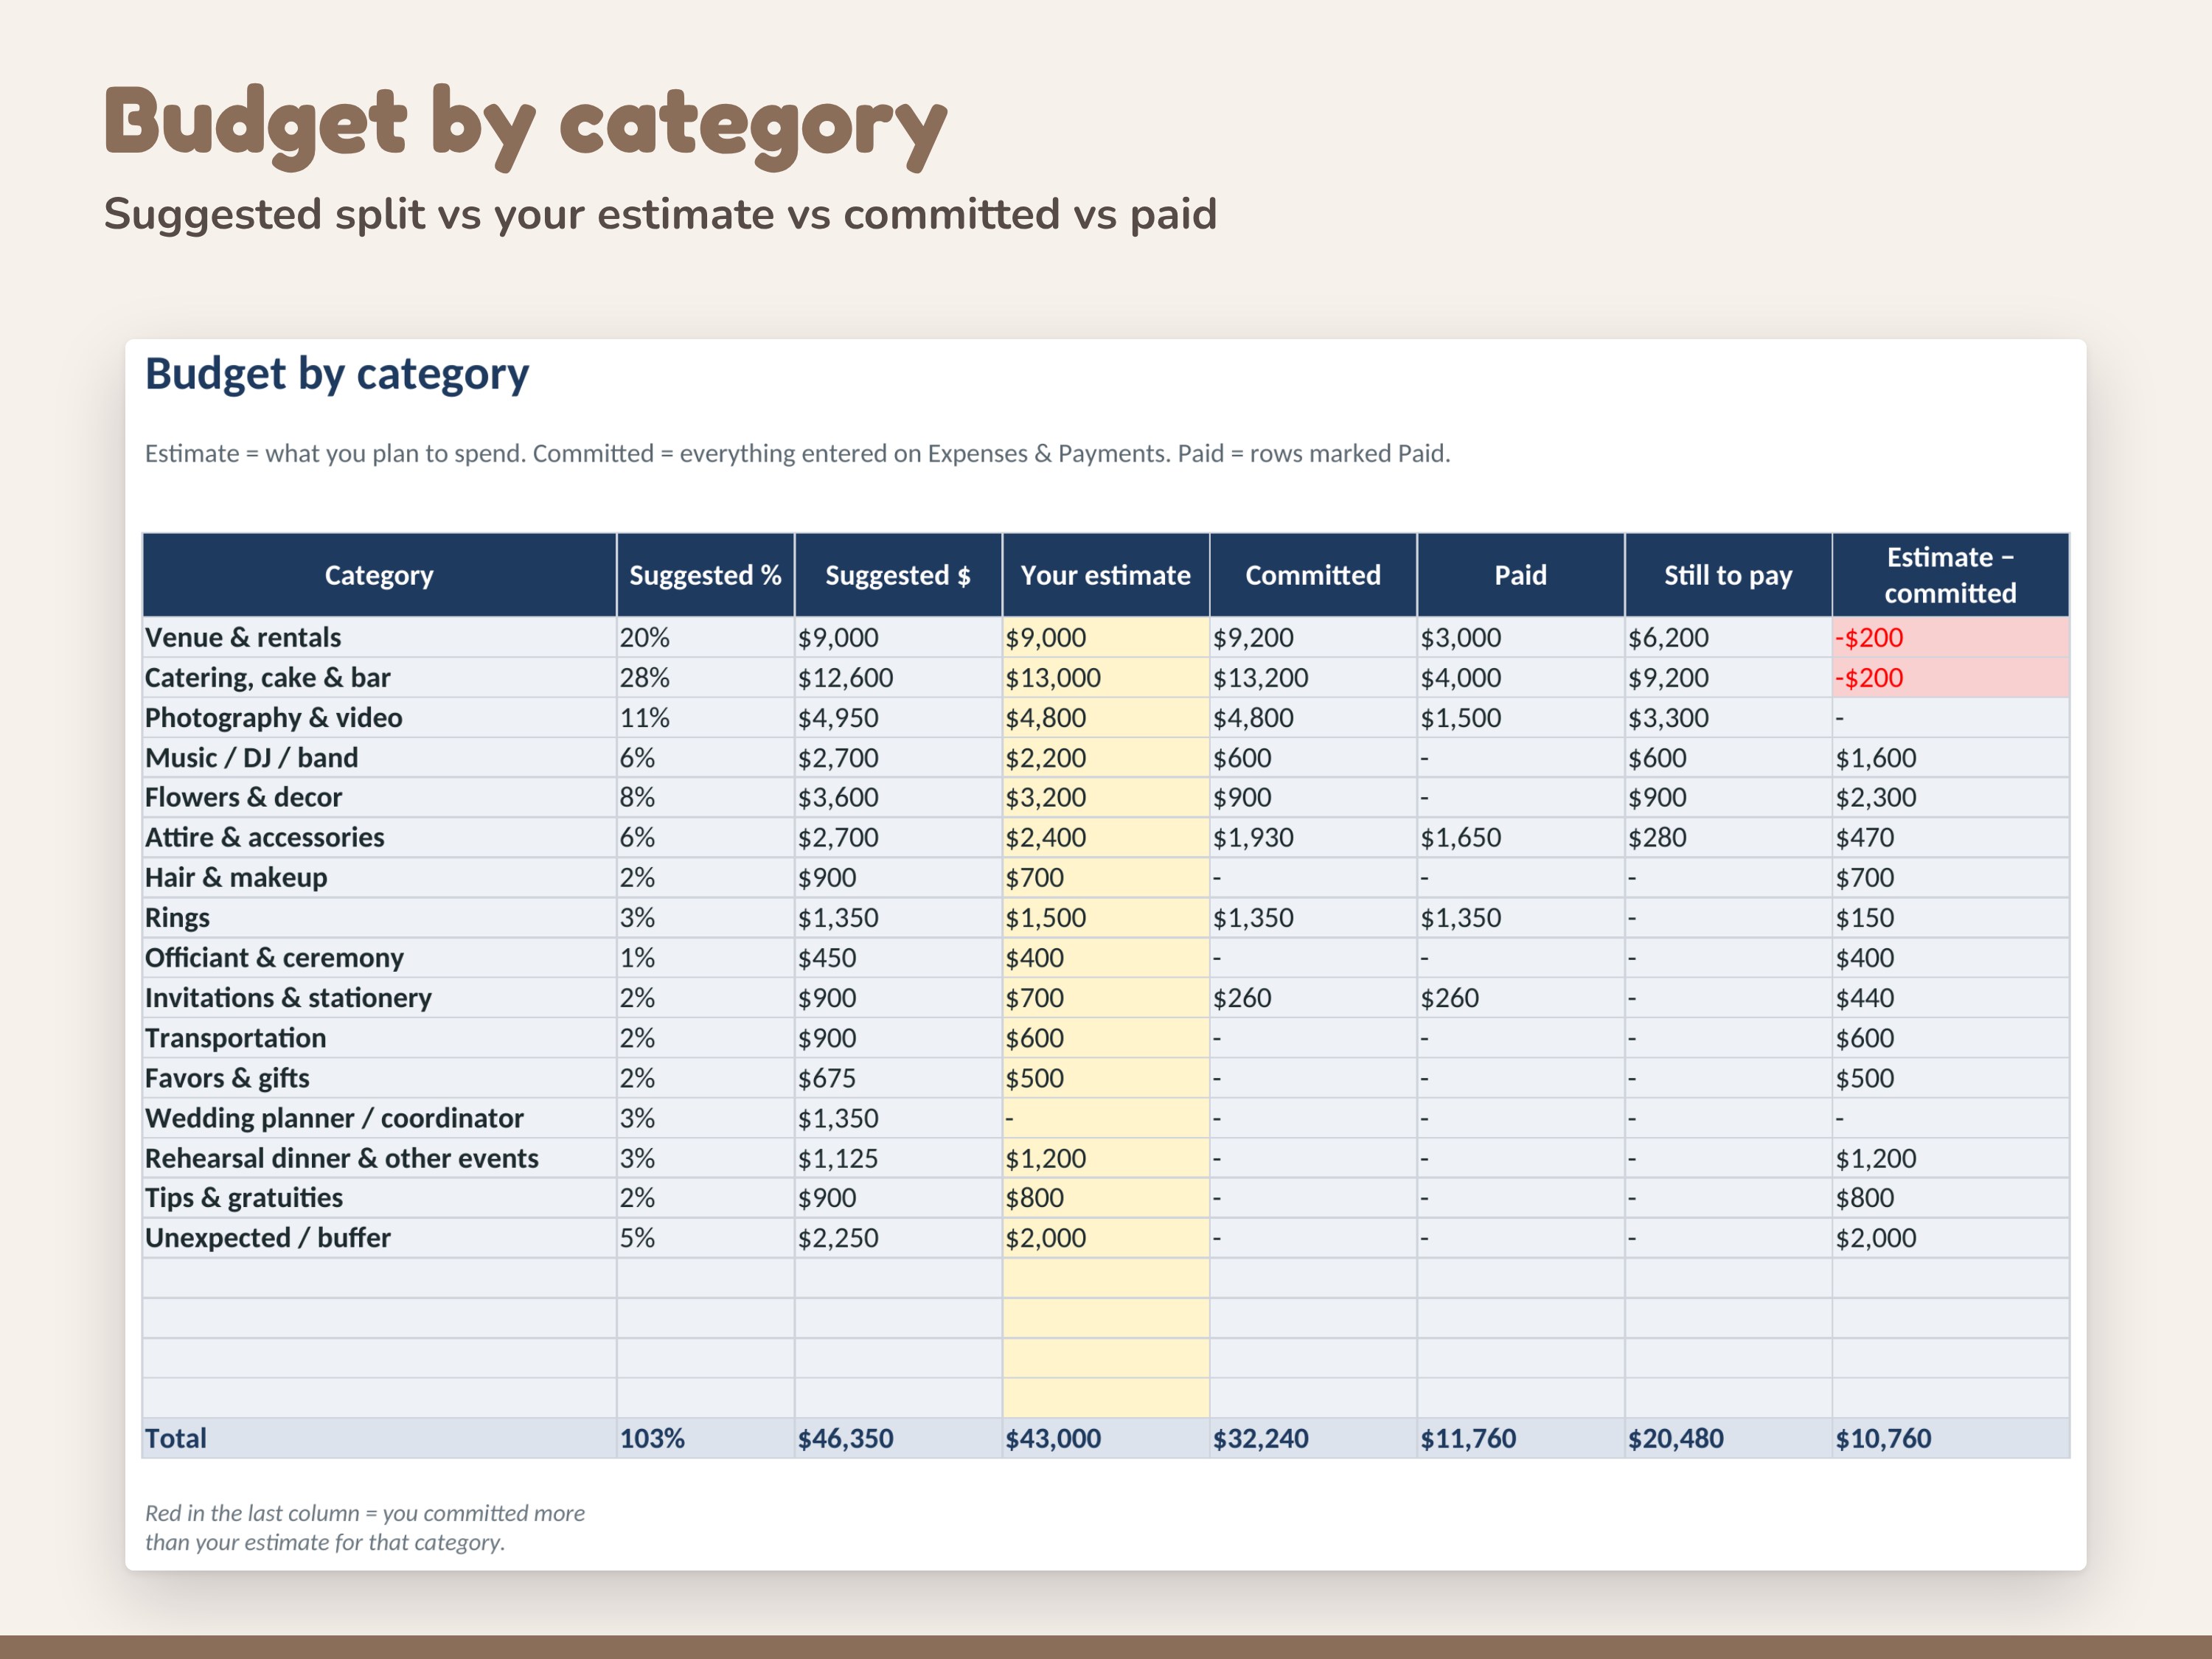 Budget by category
Suggested split vs your estimate vs committed vs paid
Budget by category
Estimate = what you plan to spend. Committed = everything entered on Expenses & Payments. Paid = rows marked Paid.
Category Suggested % Suggested $ Your estimate Committed Paid Still to pay Estimate – committed
Venue & rentals 20% $9,000 $9,000 $9,200 $3,000 $6,200 -$200
Catering, cake & bar 28% $12,600 $13,000 $13,200 $4,000 $9,200 -$200
Photography & video 11% $4,950 $4,800 $4,800 $1,500 $3,300 -
Music / DJ / band 6% $2,700 $2,200 $600 - $600 $1,600
Flowers & decor 8% $3,600 $3,200 $900 - $900 $2,300
Attire & accessories 6% $2,700 $2,400 $1,930 $1,650 $280 $470
Hair & makeup 2% $900 $700 - - - $700
Rings 3% $1,350 $1,500 $1,350 $1,350 - $150
Officiant & ceremony 1% $450 $400 - - - $400
Invitations & stationery 2% $900 $700 $260 $260 - $440
Transportation 2% $900 $600 - - - $600
Favors & gifts 2% $675 $500 - - - $500
Wedding planner / coordinator 3% $1,350 - - - - -
Rehearsal dinner & other events 3% $1,125 $1,200 - - - $1,200
Tips & gratuities 2% $900 $800 - - - $800
Unexpected / buffer 5% $2,250 $2,000 - - - $2,000
Total 103% $46,350 $43,000 $32,240 $11,760 $20,480 $10,760
Red in the last column = you committed more
than your estimate for that category.